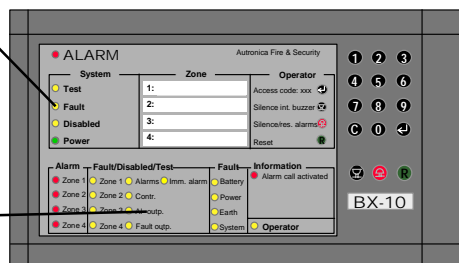 ALARM
Autronica Fire & Security
System
Zone
Operator
Test
Fault
Disabled
Power
1:
2:
3:
4:
Access code: xxx
Silence int. buzzer
Silence/res. alarms
Reset
R
1 2 3
4 5 6
7 8 9
C 0
R
BX-10
Alarm
Fault/Disabled/Test
Fault
Information
Zone 1
Zone 1
Alarms
Imm. alarm
Battery
Alarm call activated
Zone 2
Zone 2
Contr.
Power
Zone 3
Zone 3
outp.
Earth
Zone 4
Zone 4
Fault outp.
System
Operator